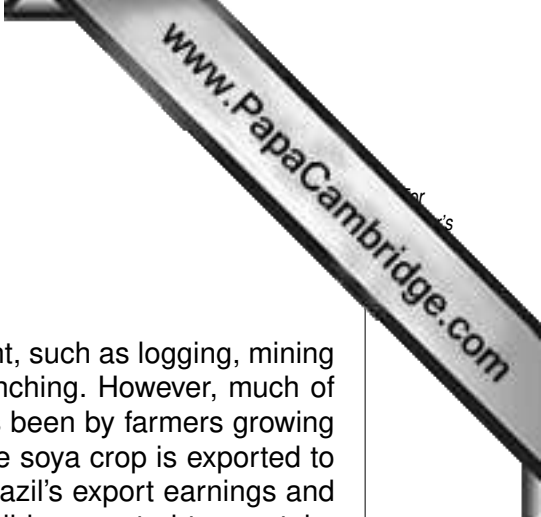 www.PapaCambridge.com
nt, such as logging, mining
nching. However, much of
been by farmers growing
e soya crop is exported to
azil's export earnings and